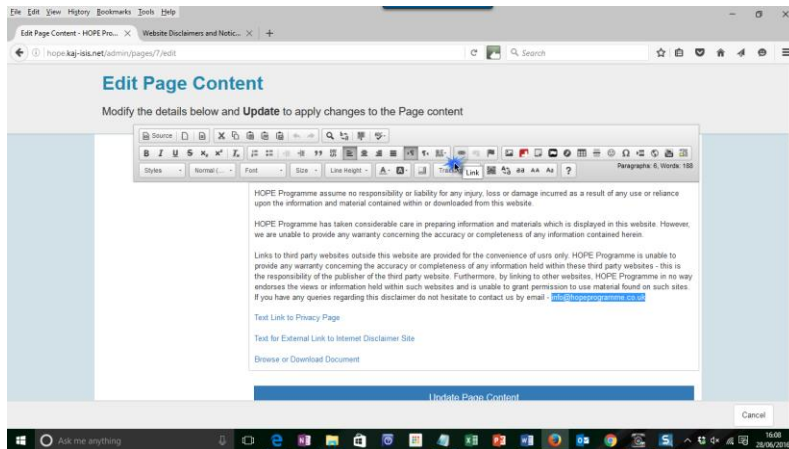 File Edit View History Bookmarks Tools Help
Edit Page Content - HOPE Pro... × Website Disclaimers and Notic... × +
hope.kaj-isis.net/admin/pages/7/edit
Search
Edit Page Content
Modify the details below and Update to apply changes to the Page content
Source
B I U S x₂ x² Iₓ
Styles Normal (... Font Size Line Height A A Link aa AA Aa ? Paragraphs: 6, Words: 188
HOPE Programme assume no responsibility or liability for any injury, loss or damage incurred as a result of any use or reliance
upon the information and material contained within or downloaded from this website.
HOPE Programme has taken considerable care in preparing information and materials which is displayed in this website. However,
we are unable to provide any warranty concerning the accuracy or completeness of any information contained herein.
Links to third party websites outside this website are provided for the convenience of usrs only. HOPE Programme is unable to
provide any warranty concerning the accuracy or completeness of any information held within these third party websites - this is
the responsibility of the publisher of the third party website. Furthermore, by linking to other websites, HOPE Programme in no way
endorses the views or information held within such websites and is unable to grant permission to use material found on such sites.
If you have any queries regarding this disclaimer do not hesitate to contact us by email - info@hopeprogramme.co.uk
Text Link to Privacy Page
Text for External Link to Internet Disclaimer Site
Browse or Download Document
Update Page Content
Cancel
Ask me anything
16:08
28/06/2016